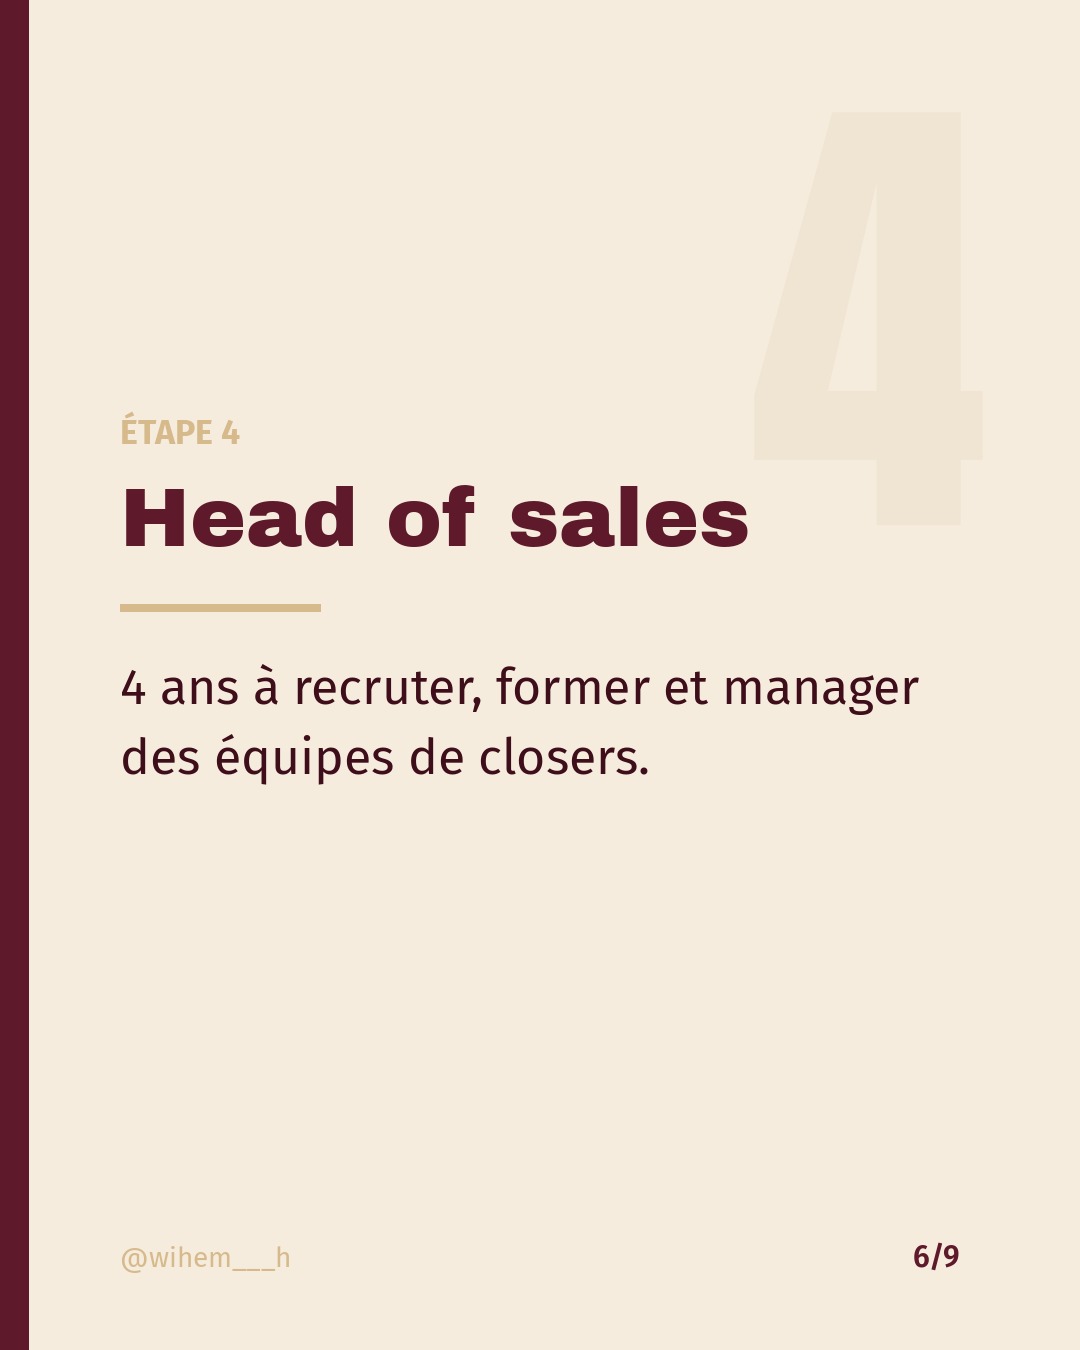 4
ÉTAPE 4
Head of sales
4 ans à recruter, former et manager
des équipes de closers.
@wihem___h
6/9